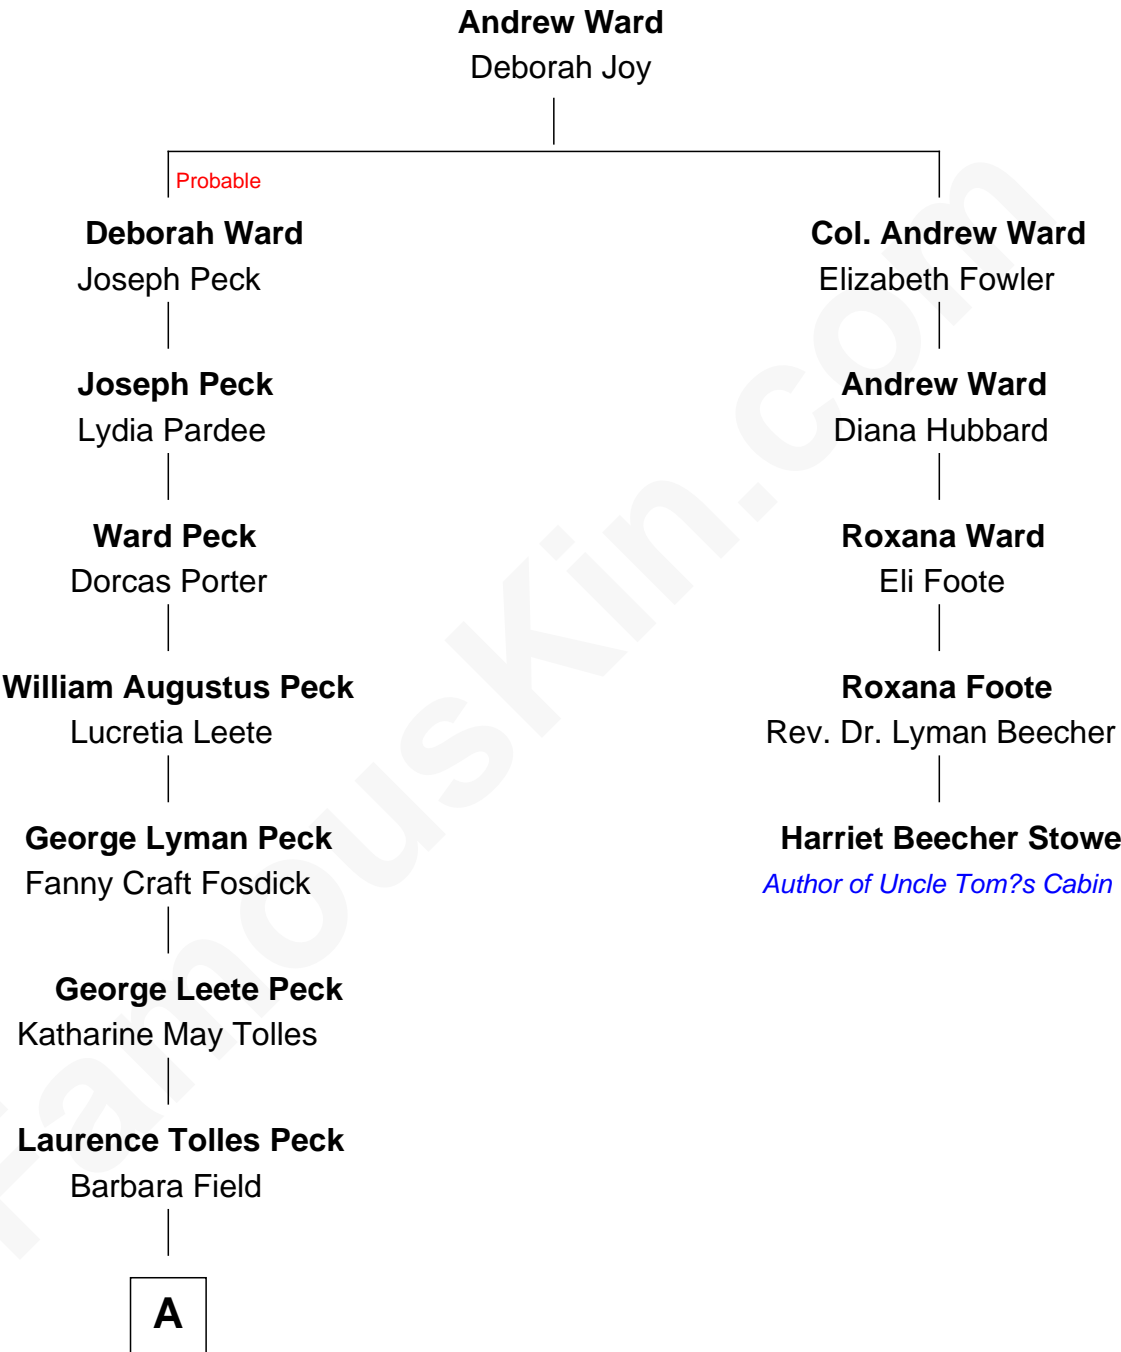 Andrew Ward
Deborah Joy
Probable
Deborah Ward
Joseph Peck
Col. Andrew Ward
Elizabeth Fowler
Joseph Peck
Lydia Pardee
Andrew Ward
Diana Hubbard
Ward Peck
Dorcas Porter
Roxana Ward
Eli Foote
William Augustus Peck
Lucretia Leete
Roxana Foote
Rev. Dr. Lyman Beecher
George Lyman Peck
Fanny Craft Fosdick
Harriet Beecher Stowe
Author of Uncle Tom?s Cabin
George Leete Peck
Katharine May Tolles
Laurence Tolles Peck
Barbara Field
A
FamousKin.com